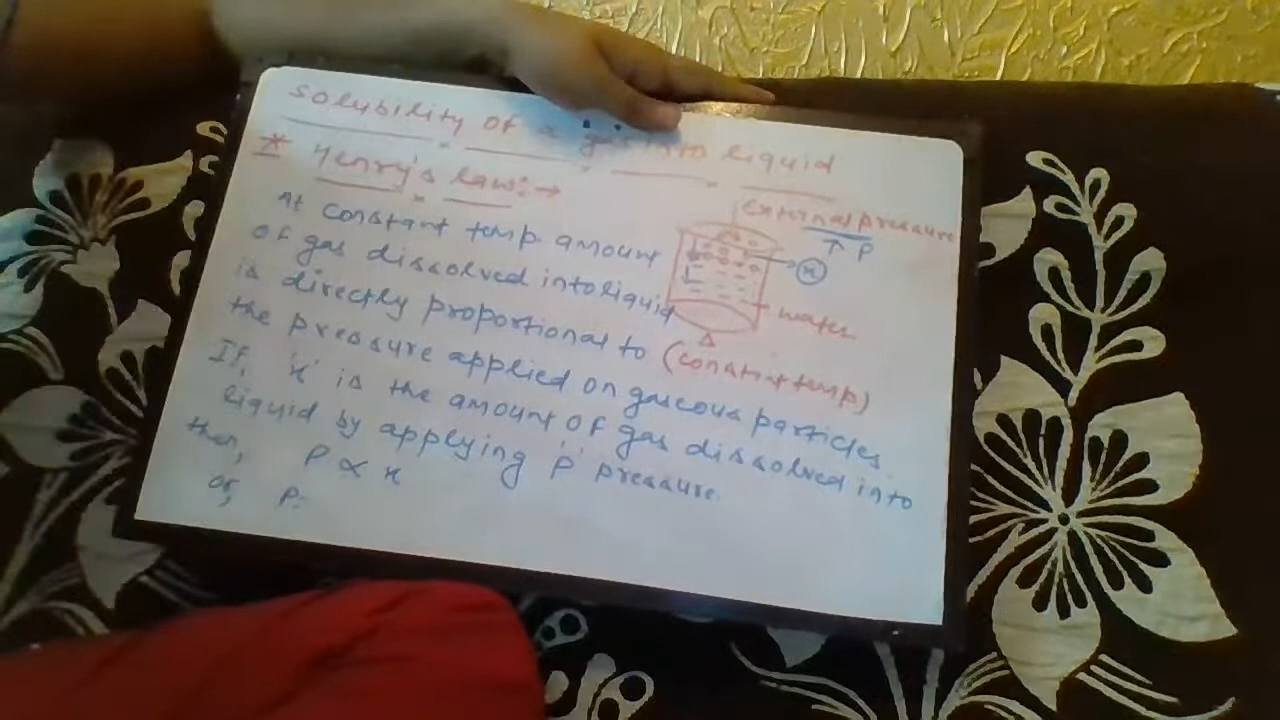 Solubility of a gas into liquid
* Henry's law:→
At constant temp. amount
of gas dissolved into liquid
is directly proportional to
the pressure applied on gaseous particles
If, 'x' is the amount of gas dissolved into
liquid by applying 'p' pressure.
then, P ∝ x
or, P=
External pressure
↑ P
x
water
Δ
(constant temp)